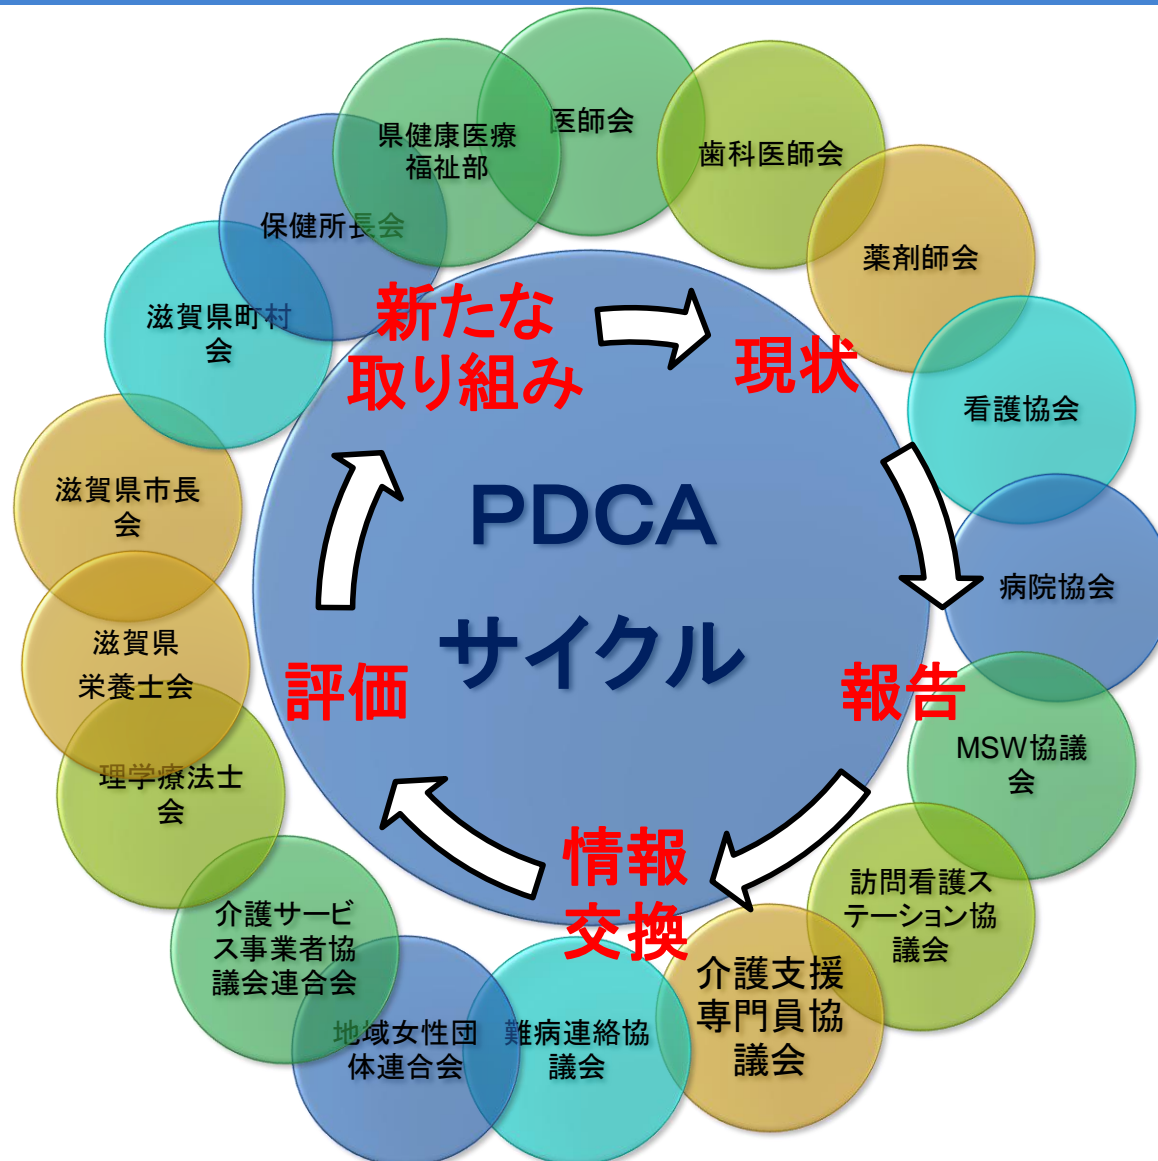 医師会
歯科医師会
薬剤師会
看護協会
病院協会
MSW協議
会
訪問看護ス
テーション協
議会
介護支援
専門員協
議会
難病連絡協
議会
地域女性団
体連合会
介護サービ
ス事業者協
議会連合会
理学療法士
会
滋賀県
栄養士会
滋賀県市長
会
滋賀県町村
会
保健所長会
県健康医療
福祉部
新たな
取り組み
現状
報告
情報
交換
評価
PDCA
サイクル